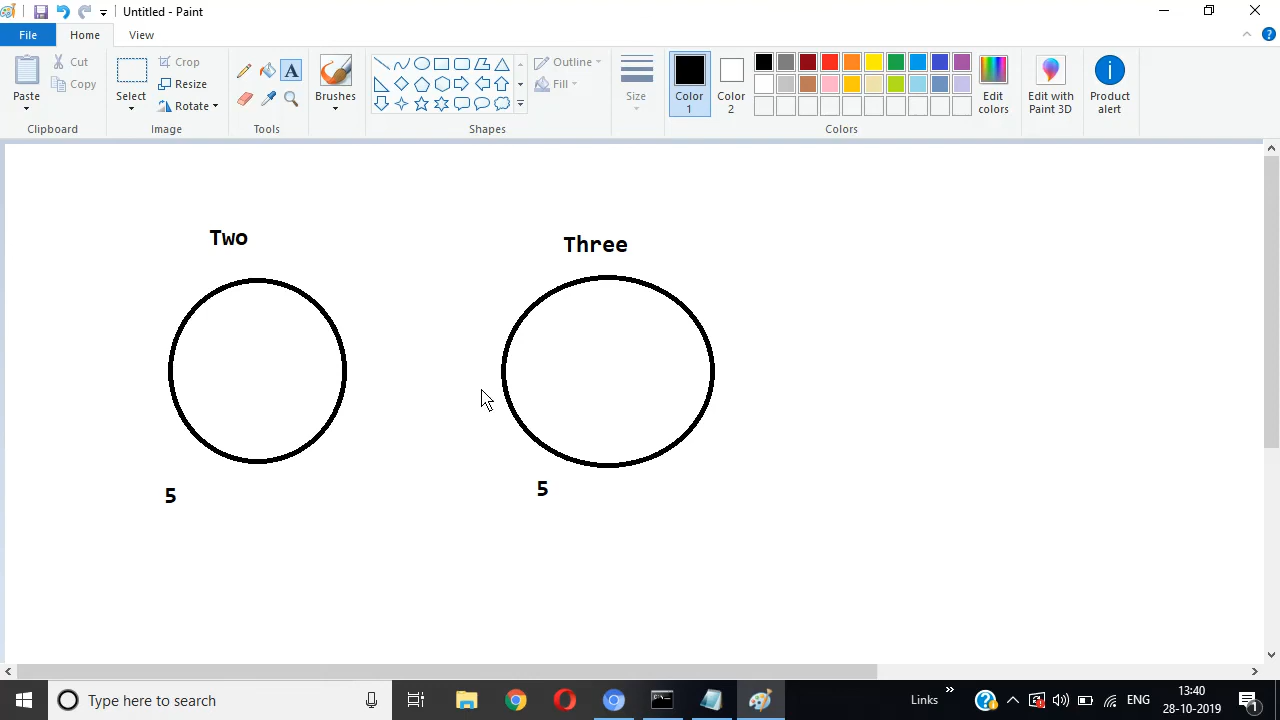 Untitled - Paint
File
Home
View
Paste
Cut
Copy
Clipboard
Select
Crop
Resize
Rotate
Image
A
Tools
Brushes
Outline
Fill
Shapes
Size
Color 1
Color 2
Edit colors
Colors
Edit with Paint 3D
Product alert
Two
Three
5
5
Type here to search
Links
ENG
13:40
28-10-2019
1